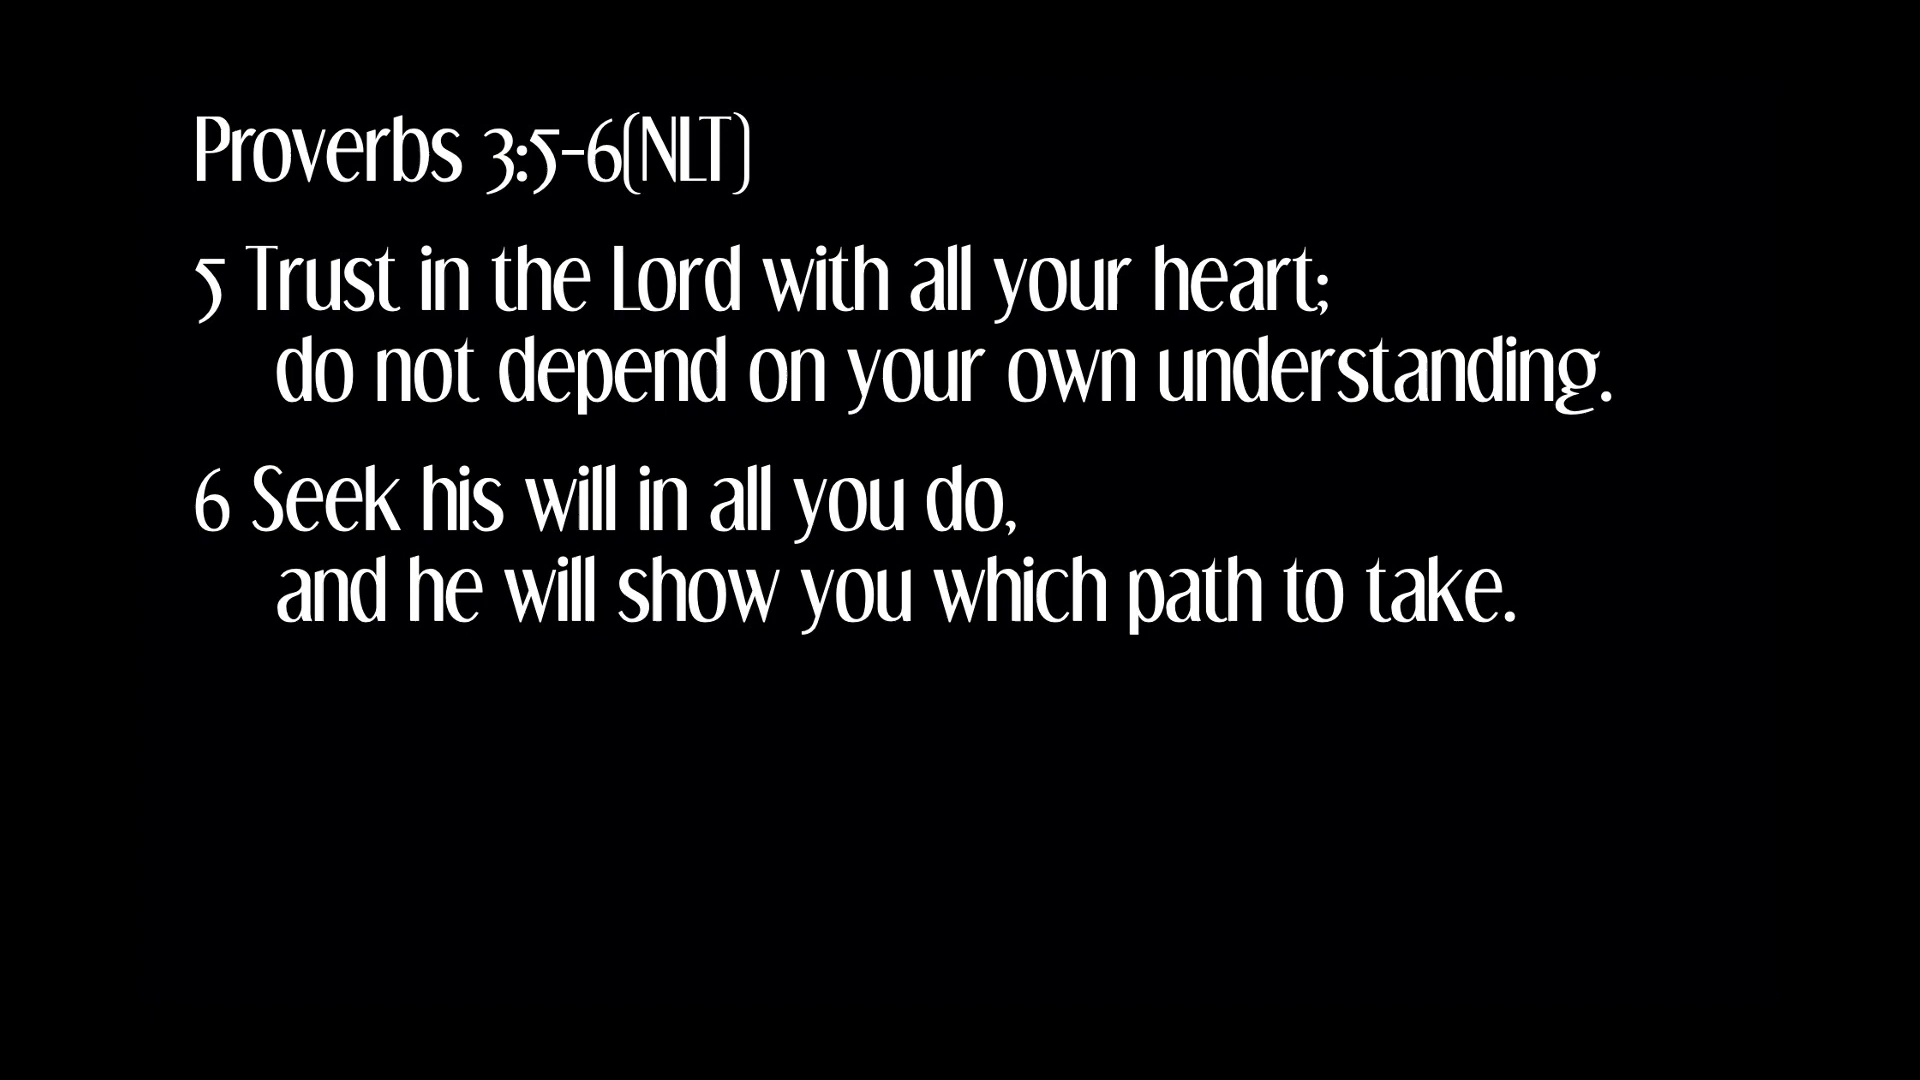 Proverbs 3:5-6(NLT)
5 Trust in the Lord with all your heart;
do not depend on your own understanding.
6 Seek his will in all you do,
and he will show you which path to take.